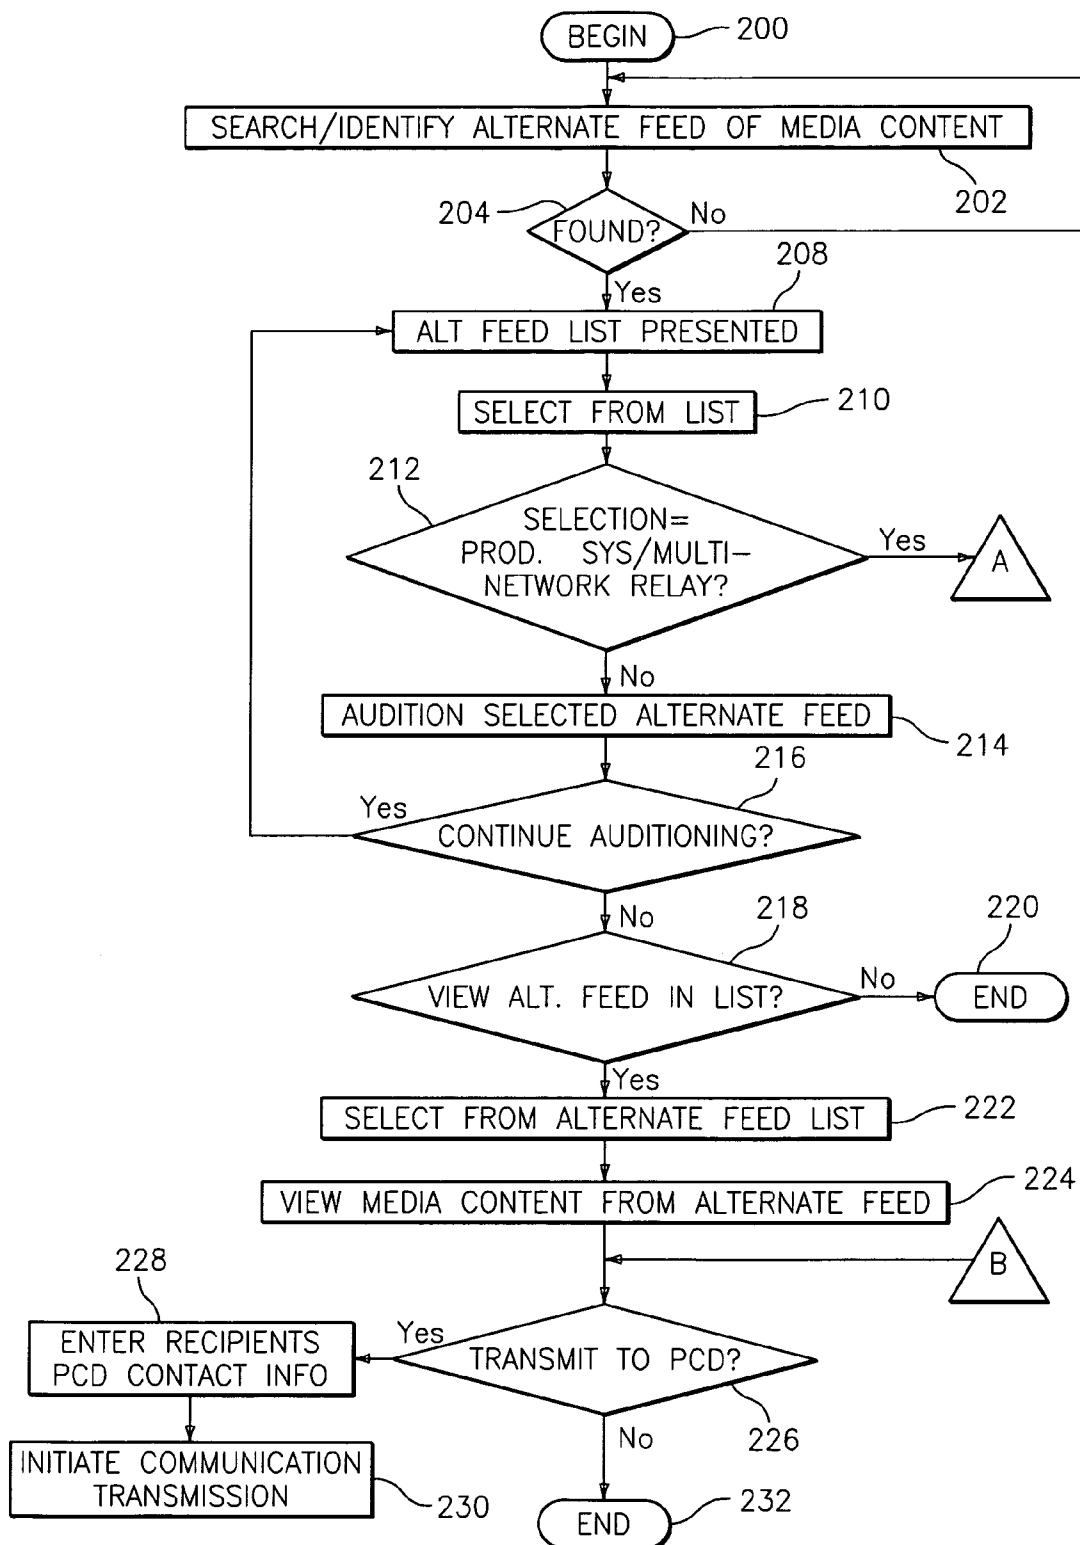 BEGIN
200
SEARCH/IDENTIFY ALTERNATE FEED OF MEDIA CONTENT
202
204
FOUND?
No
Yes
208
ALT FEED LIST PRESENTED
SELECT FROM LIST
210
212
SELECTION=
PROD. SYS/MULTI-
NETWORK RELAY?
Yes
A
No
AUDITION SELECTED ALTERNATE FEED
214
216
Yes
CONTINUE AUDITIONING?
No
218
VIEW ALT. FEED IN LIST?
No
220
END
Yes
SELECT FROM ALTERNATE FEED LIST
222
VIEW MEDIA CONTENT FROM ALTERNATE FEED
224
B
228
ENTER RECIPIENTS
PCD CONTACT INFO
Yes
TRANSMIT TO PCD?
226
No
INITIATE COMMUNICATION
TRANSMISSION
230
END
232